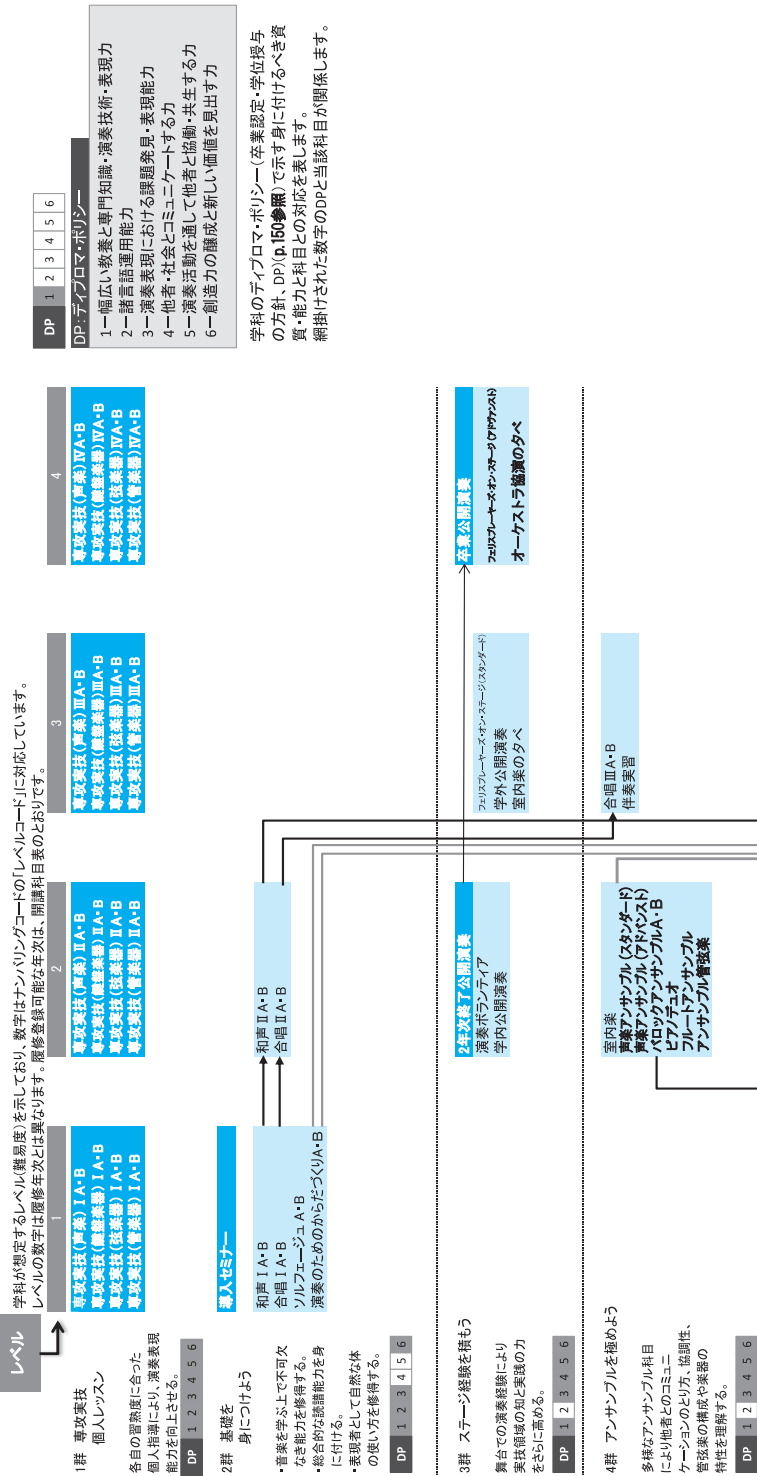 レベル
学科が想定するレベル(難易度)を示しており、数字はナンバリングコードの「レベルコード」に対応しています。
レベルの数字は履修年次とは異なります。履修登録可能な年次は、開講科目表のとおりです。
1
2
3
4
1群 専攻実技
個人レッスン
各自の習熟度に合った
個人指導により、演奏表現
能力を向上させる。
DP 1 2 3 4 5 6
専攻実技(声楽)ⅠA・B
専攻実技(鍵盤楽器)ⅠA・B
専攻実技(弦楽器)ⅠA・B
専攻実技(管楽器)ⅠA・B
専攻実技(声楽)ⅡA・B
専攻実技(鍵盤楽器)ⅡA・B
専攻実技(弦楽器)ⅡA・B
専攻実技(管楽器)ⅡA・B
専攻実技(声楽)ⅢA・B
専攻実技(鍵盤楽器)ⅢA・B
専攻実技(弦楽器)ⅢA・B
専攻実技(管楽器)ⅢA・B
専攻実技(声楽)ⅣA・B
専攻実技(鍵盤楽器)ⅣA・B
専攻実技(弦楽器)ⅣA・B
専攻実技(管楽器)ⅣA・B
2群 基礎を
身につけよう
・音楽を学ぶ上で不可欠
なき能力を修得する。
・総合的な読譜能力を身
に付ける。
・表現者として自然な体
の使い方を修得する。
DP 1 2 3 4 5 6
導入セミナー
和声ⅠA・B
合唱ⅠA・B
ソルフェージュA・B
演奏のためのからだづくりA・B
和声ⅡA・B
合唱ⅡA・B
3群 ステージ経験を積もう
舞台での演奏経験により
実技領域の知と実践の力
をさらに高める。
DP 1 2 3 4 5 6
2年次終了公開演奏
演奏ボランティア
学内公開演奏
フェリスプレーヤーズ・オン・ステージ(スタンダード)
学外公開演奏
室内楽の夕べ
卒業公開演奏
フェリスプレーヤーズ・オン・ステージ(アドヴァンスト)
オーケストラ協演の夕べ
4群 アンサンブルを極めよう
多様なアンサンブル科目
により他者とのコミュニ
ケーションのとり方、協調性、
管弦楽の構成や楽器の
特性を理解する。
DP 1 2 3 4 5 6
室内楽
声楽アンサンブル(スタンダード)
声楽アンサンブル(アドバンスト)
バロックアンサンブルA・B
ピアノデュオ
フルートアンサンブル
アンサンブル管弦楽
合唱ⅢA・B
伴奏実習
DP 1 2 3 4 5 6
DP:ディプロマ・ポリシー
1ー幅広い教養と専門知識・演奏技術・表現力
2ー諸言語運用能力
3ー演奏表現における課題発見・表現能力
4ー他者・社会とコミュニケートする力
5ー演奏活動を通して他者と協働・共生する力
6ー創造力の醸成と新しい価値を見出す力
学科のディプロマ・ポリシー(卒業認定・学位授与
の方針、DP)(p.150参照)で示す身に付けるべき資
質・能力と科目との対応を表します。
網掛けされた数字のDPと当該科目が関係します。